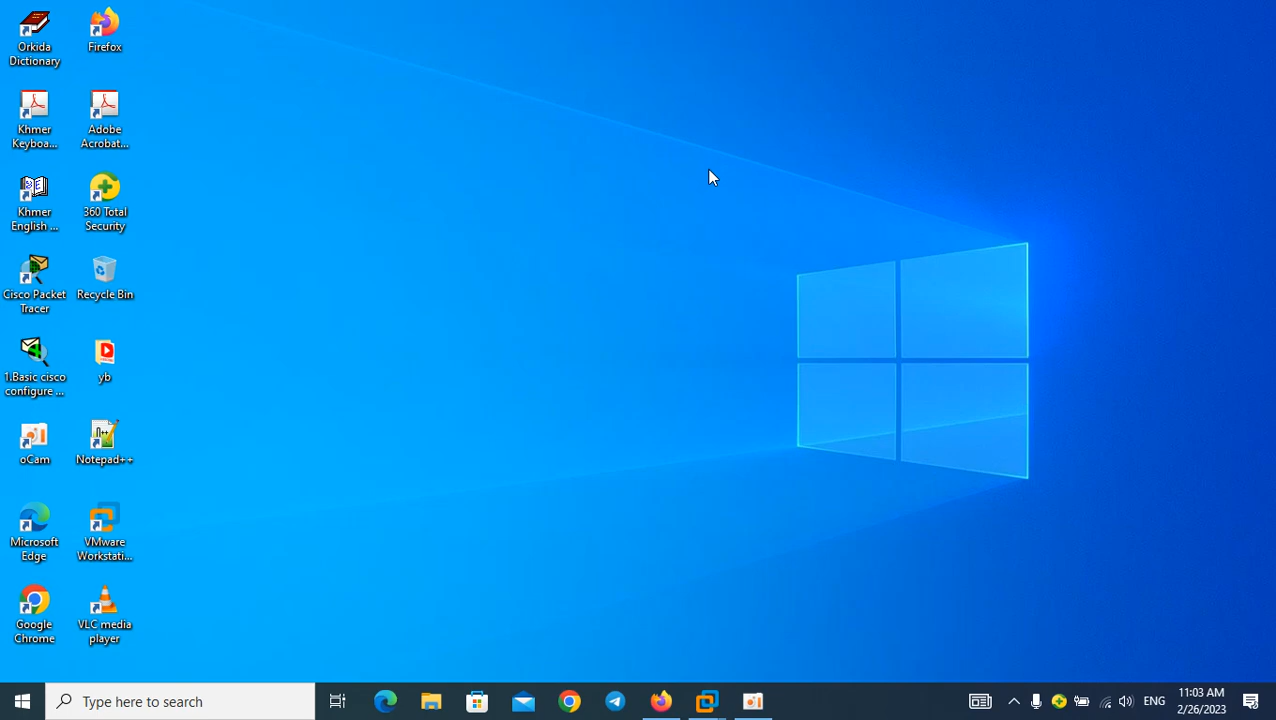 Orkida
Dictionary
Firefox
Khmer
Keyboa...
Adobe
Acrobat...
Khmer
English ...
360 Total
Security
Cisco Packet
Tracer
Recycle Bin
1.Basic cisco
configure ...
yb
oCam
Notepad++
Microsoft
Edge
VMware
Workstati...
Google
Chrome
VLC media
player
Type here to search
ENG
11:03 AM
2/26/2023